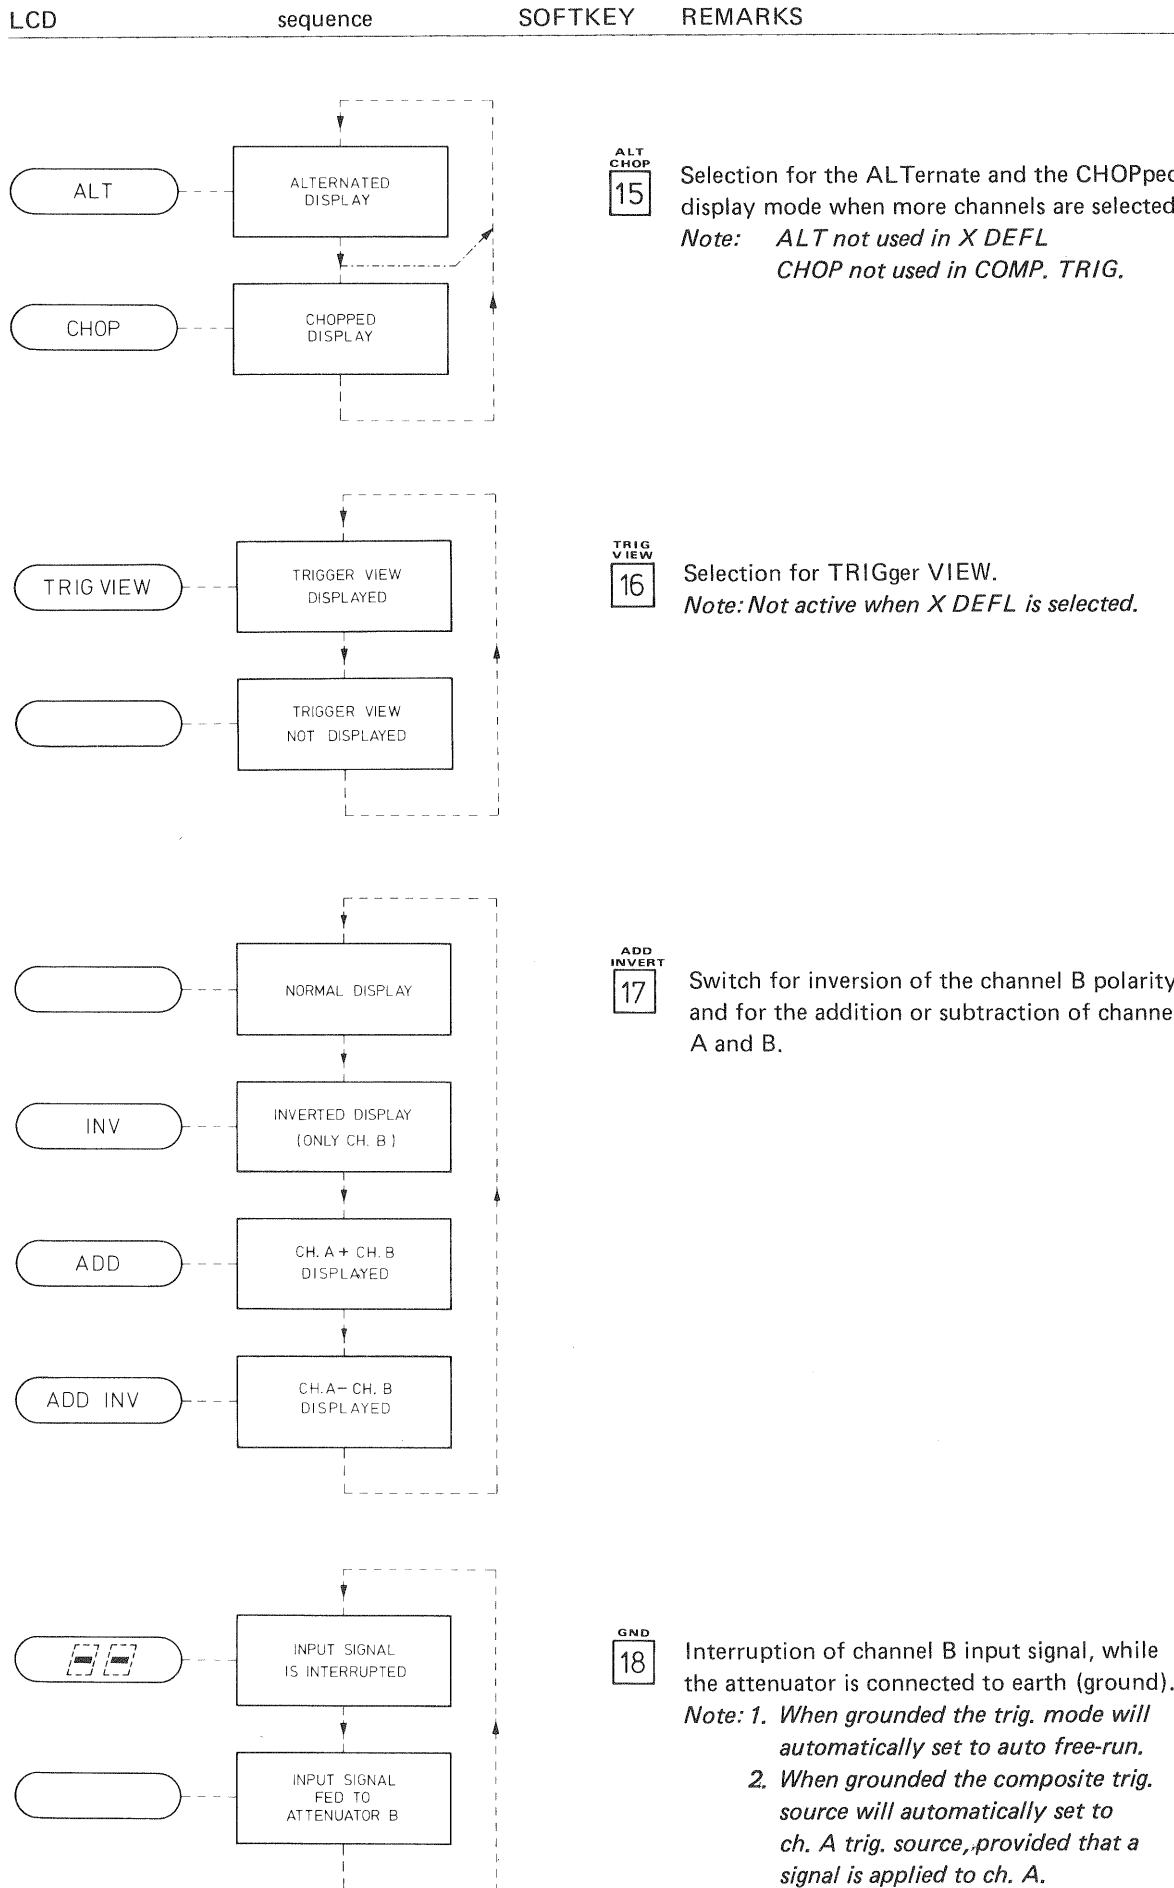 LCD sequence SOFTKEY REMARKS
ALT
ALTERNATED
DISPLAY
ALT
CHOP
15
Selection for the ALTernate and the CHOPped
display mode when more channels are selected
Note: ALT not used in X DEFL
CHOP not used in COMP. TRIG.
CHOP
CHOPPED
DISPLAY
TRIG VIEW
TRIGGER VIEW
DISPLAYED
TRIG
VIEW
16
Selection for TRIGger VIEW.
Note: Not active when X DEFL is selected.
TRIGGER VIEW
NOT DISPLAYED
NORMAL DISPLAY
ADD
INVERT
17
Switch for inversion of the channel B polarity
and for the addition or subtraction of channe
A and B.
INV
INVERTED DISPLAY
(ONLY CH. B)
ADD
CH. A + CH. B
DISPLAYED
ADD INV
CH.A - CH. B
DISPLAYED
INPUT SIGNAL
IS INTERRUPTED
GND
18
Interruption of channel B input signal, while
the attenuator is connected to earth (ground).
Note: 1. When grounded the trig. mode will
automatically set to auto free-run.
2. When grounded the composite trig.
source will automatically set to
ch. A trig. source, provided that a
signal is applied to ch. A.
INPUT SIGNAL
FED TO
ATTENUATOR B